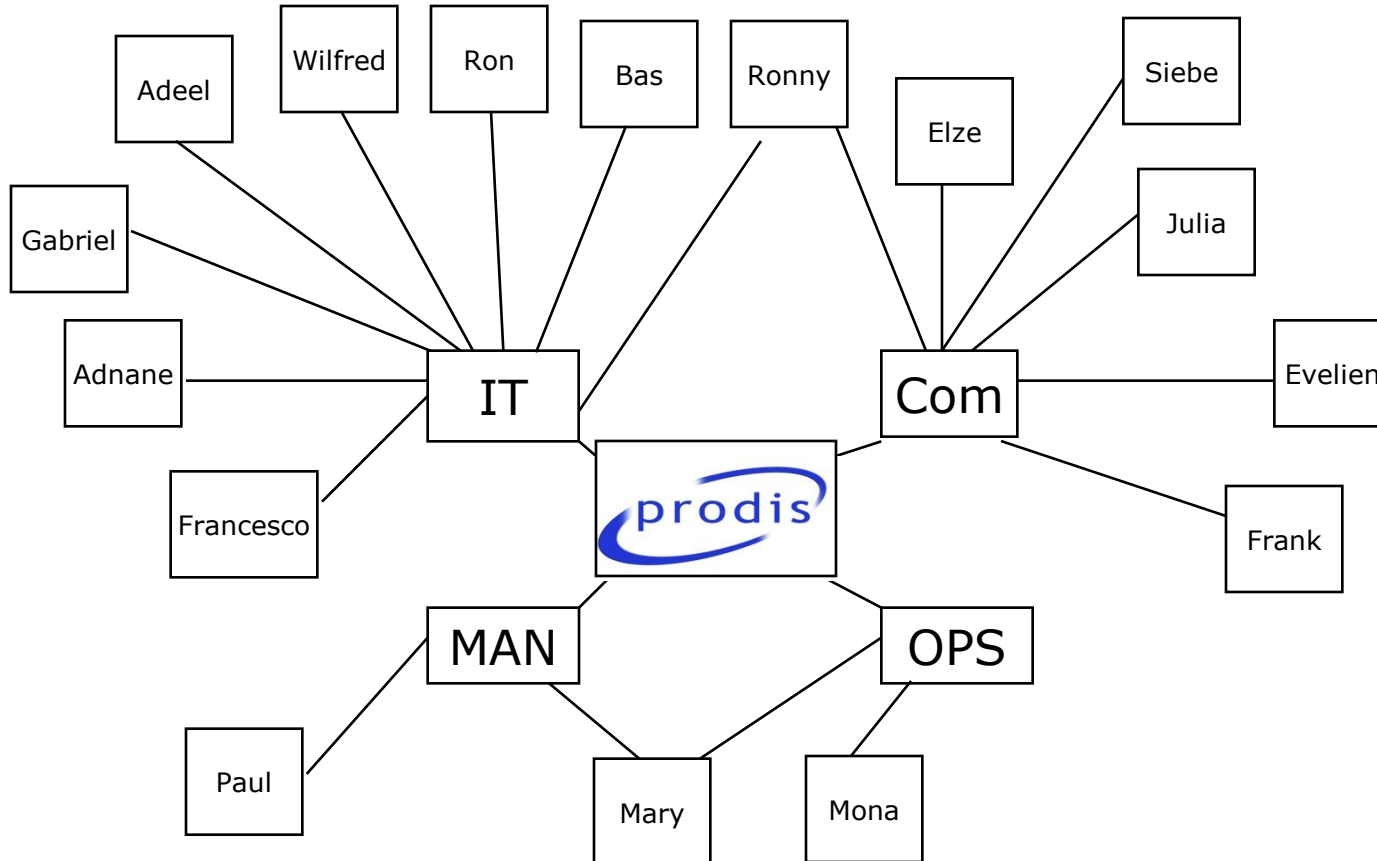 Wilfred
Ron
Bas
Ronny
Siebe
Adeel
Elze
Julia
Gabriel
Adnane
IT
Com
Evelien
prodis
Francesco
Frank
MAN
OPS
Paul
Mary
Mona